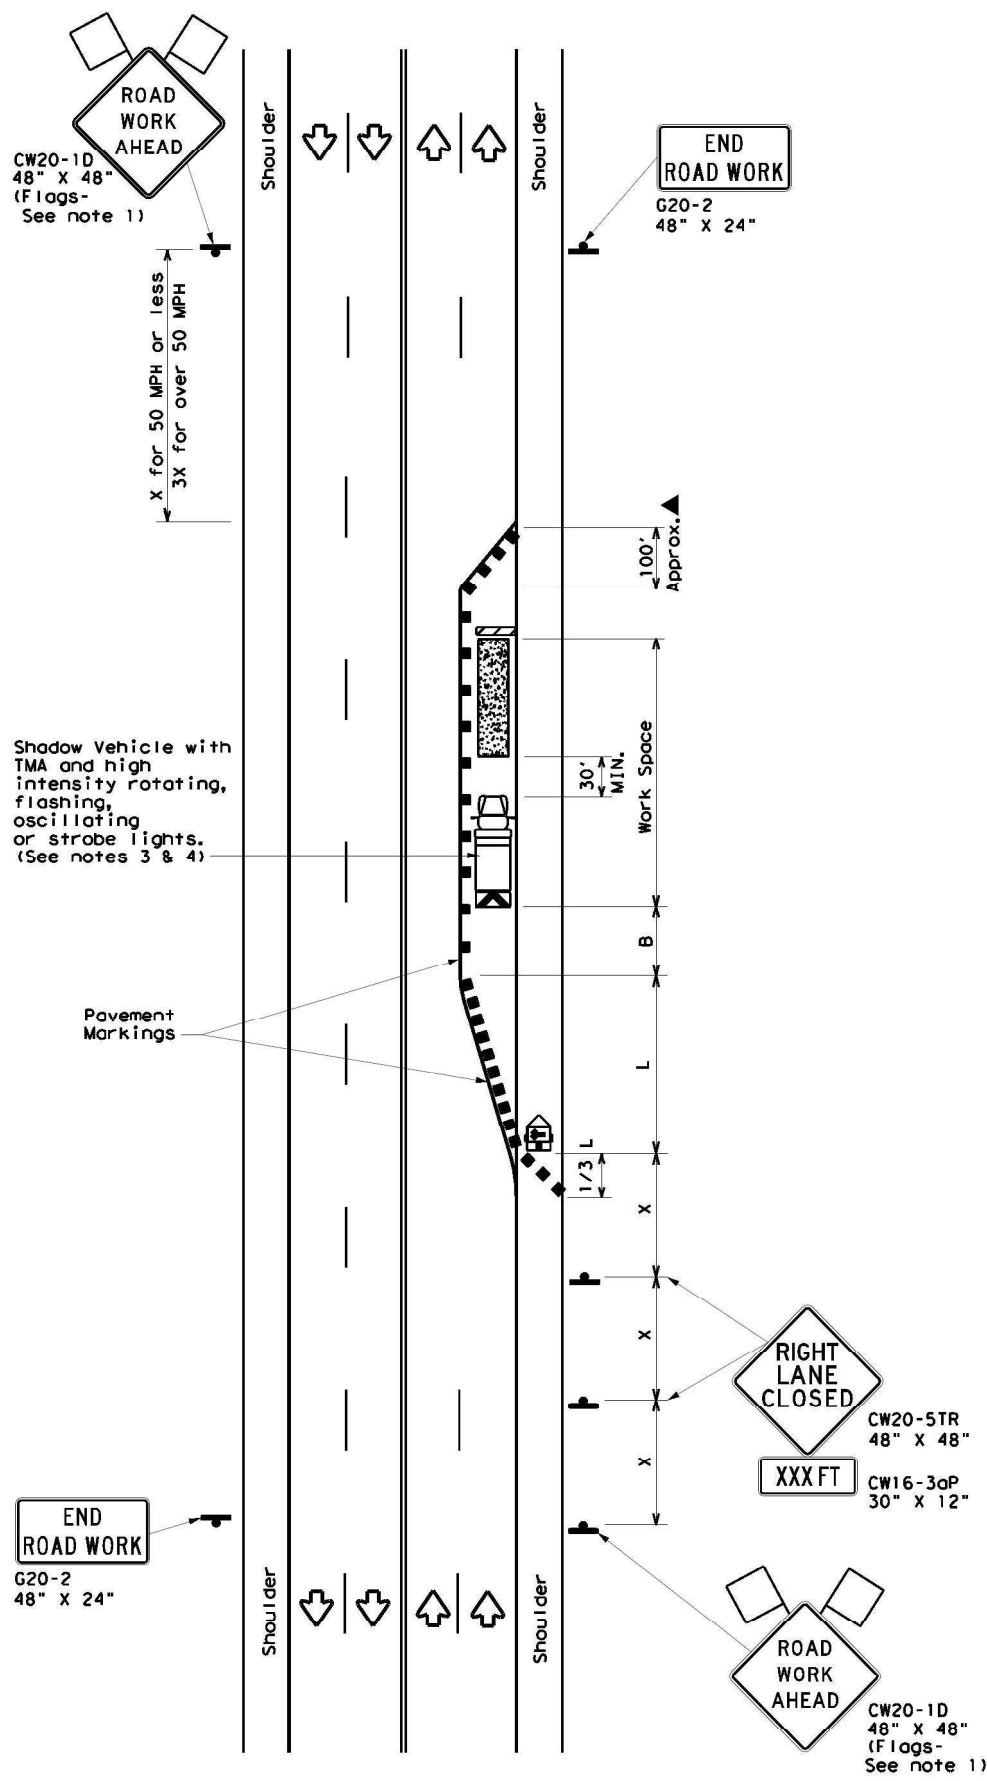 ROAD
WORK
AHEAD
CW20-1D
48" X 48"
(Flags-
See note 1)
Shoulder
Shoulder
END
ROAD WORK
G20-2
48" X 24"
X for 50 MPH or less
3X for over 50 MPH
100'
Approx.
Shadow Vehicle with
TMA and high
intensity rotating,
flashing,
oscillating
or strobe lights.
(See notes 3 & 4)
30'
MIN.
Work Space
B
Pavement
Markings
L
1/3 L
X
X
X
RIGHT
LANE
CLOSED
CW20-5TR
48" X 48"
XXX FT
CW16-3aP
30" X 12"
END
ROAD WORK
G20-2
48" X 24"
Shoulder
Shoulder
ROAD
WORK
AHEAD
CW20-1D
48" X 48"
(Flags-
See note 1)